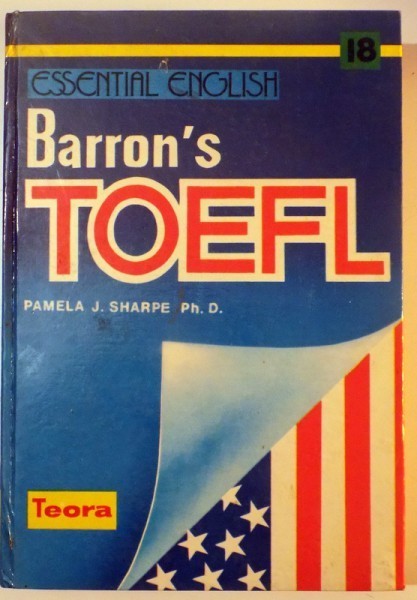 18
ESSENTIAL ENGLISH
Barron's
TOEFL
PAMELA J. SHARPE Ph. D.
Teora